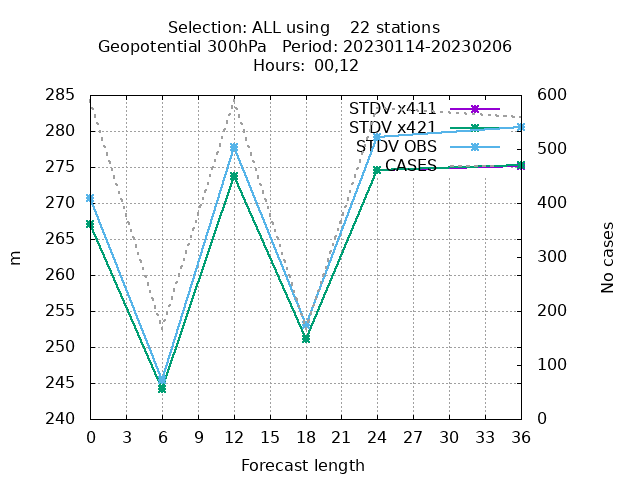 Selection: ALL using 22 stations
Geopotential 300hPa Period: 20230114-20230206
Hours: 00,12
285 600
STDV x411
280 STDV x421
STDV OBS 500
275 CASES
270 400
265
260 300
255 200
250
245 100
240 0
m
No cases
0 3 6 9 12 15 18 21 24 27 30 33 36
Forecast length